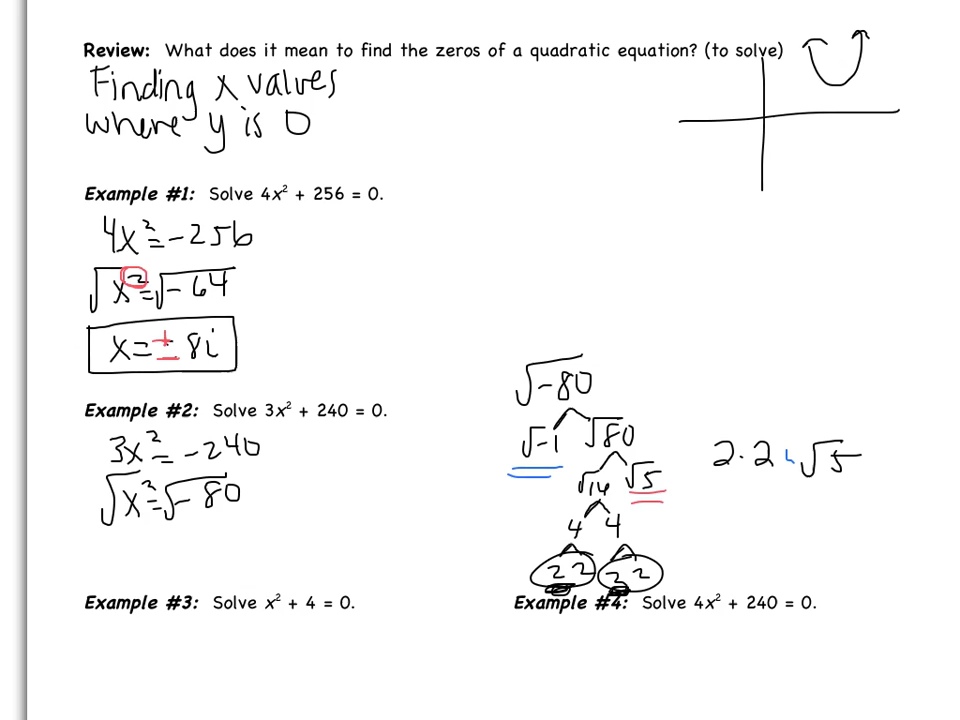 Review: What does it mean to find the zeros of a quadratic equation? (to solve)
Finding x values
where y is 0
Example #1: Solve 4x² + 256 = 0.
4x² = -256
√x² = √-64
x = ± 8i
Example #2: Solve 3x² + 240 = 0.
3x² = -240
√x² = √-80
√-80
√-1 √80
√16 √5
4 4
2 2 2 2
2·2 i √5
Example #3: Solve x² + 4 = 0.
Example #4: Solve 4x² + 240 = 0.